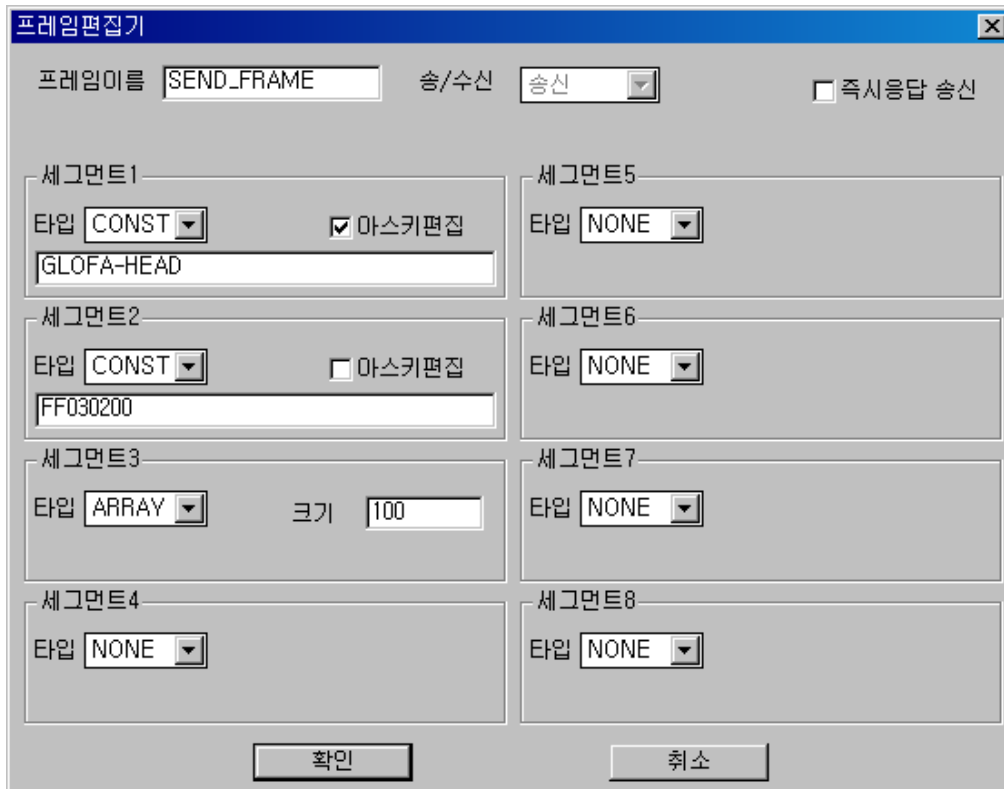 프레임편집기
프레임이름 SEND_FRAME 송/수신 송신 즉시응답 송신
세그먼트1
타입 CONST 아스키편집
GLOFA-HEAD
세그먼트5
타입 NONE
세그먼트2
타입 CONST 아스키편집
FF030200
세그먼트6
타입 NONE
세그먼트3
타입 ARRAY 크기 100
세그먼트7
타입 NONE
세그먼트4
타입 NONE
세그먼트8
타입 NONE
확인 취소